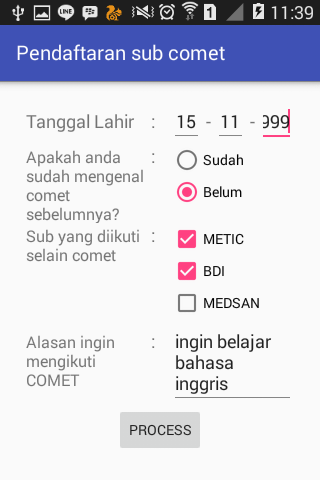 11:39
Pendaftaran sub comet
Tanggal Lahir : 15 - 11 - 999
Apakah anda : Sudah
sudah mengenal
comet Belum
sebelumnya?
Sub yang diikuti : METIC
selain comet
BDI
MEDSAN
Alasan ingin : ingin belajar
mengikuti bahasa
COMET inggris
PROCESS